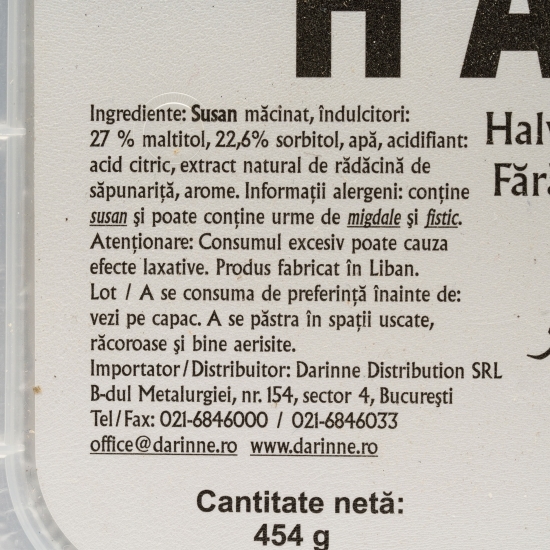 HA
Ingrediente: Susan măcinat, îndulcitori:
27 % maltitol, 22,6% sorbitol, apă, acidifiant:
acid citric, extract natural de rădăcină de
săpunariță, arome. Informații alergeni: conține
susan și poate conține urme de migdale și fistic.
Atenționare: Consumul excesiv poate cauza
efecte laxative. Produs fabricat în Liban.
Lot / A se consuma de preferință înainte de:
vezi pe capac. A se păstra în spații uscate,
răcoroase și bine aerisite.
Importator/Distribuitor: Darinne Distribution SRL
B-dul Metalurgiei, nr. 154, sector 4, București
Tel/Fax: 021-6846000 / 021-6846033
office@darinne.ro www.darinne.ro
Halv
Fără
Cantitate netă:
454 g